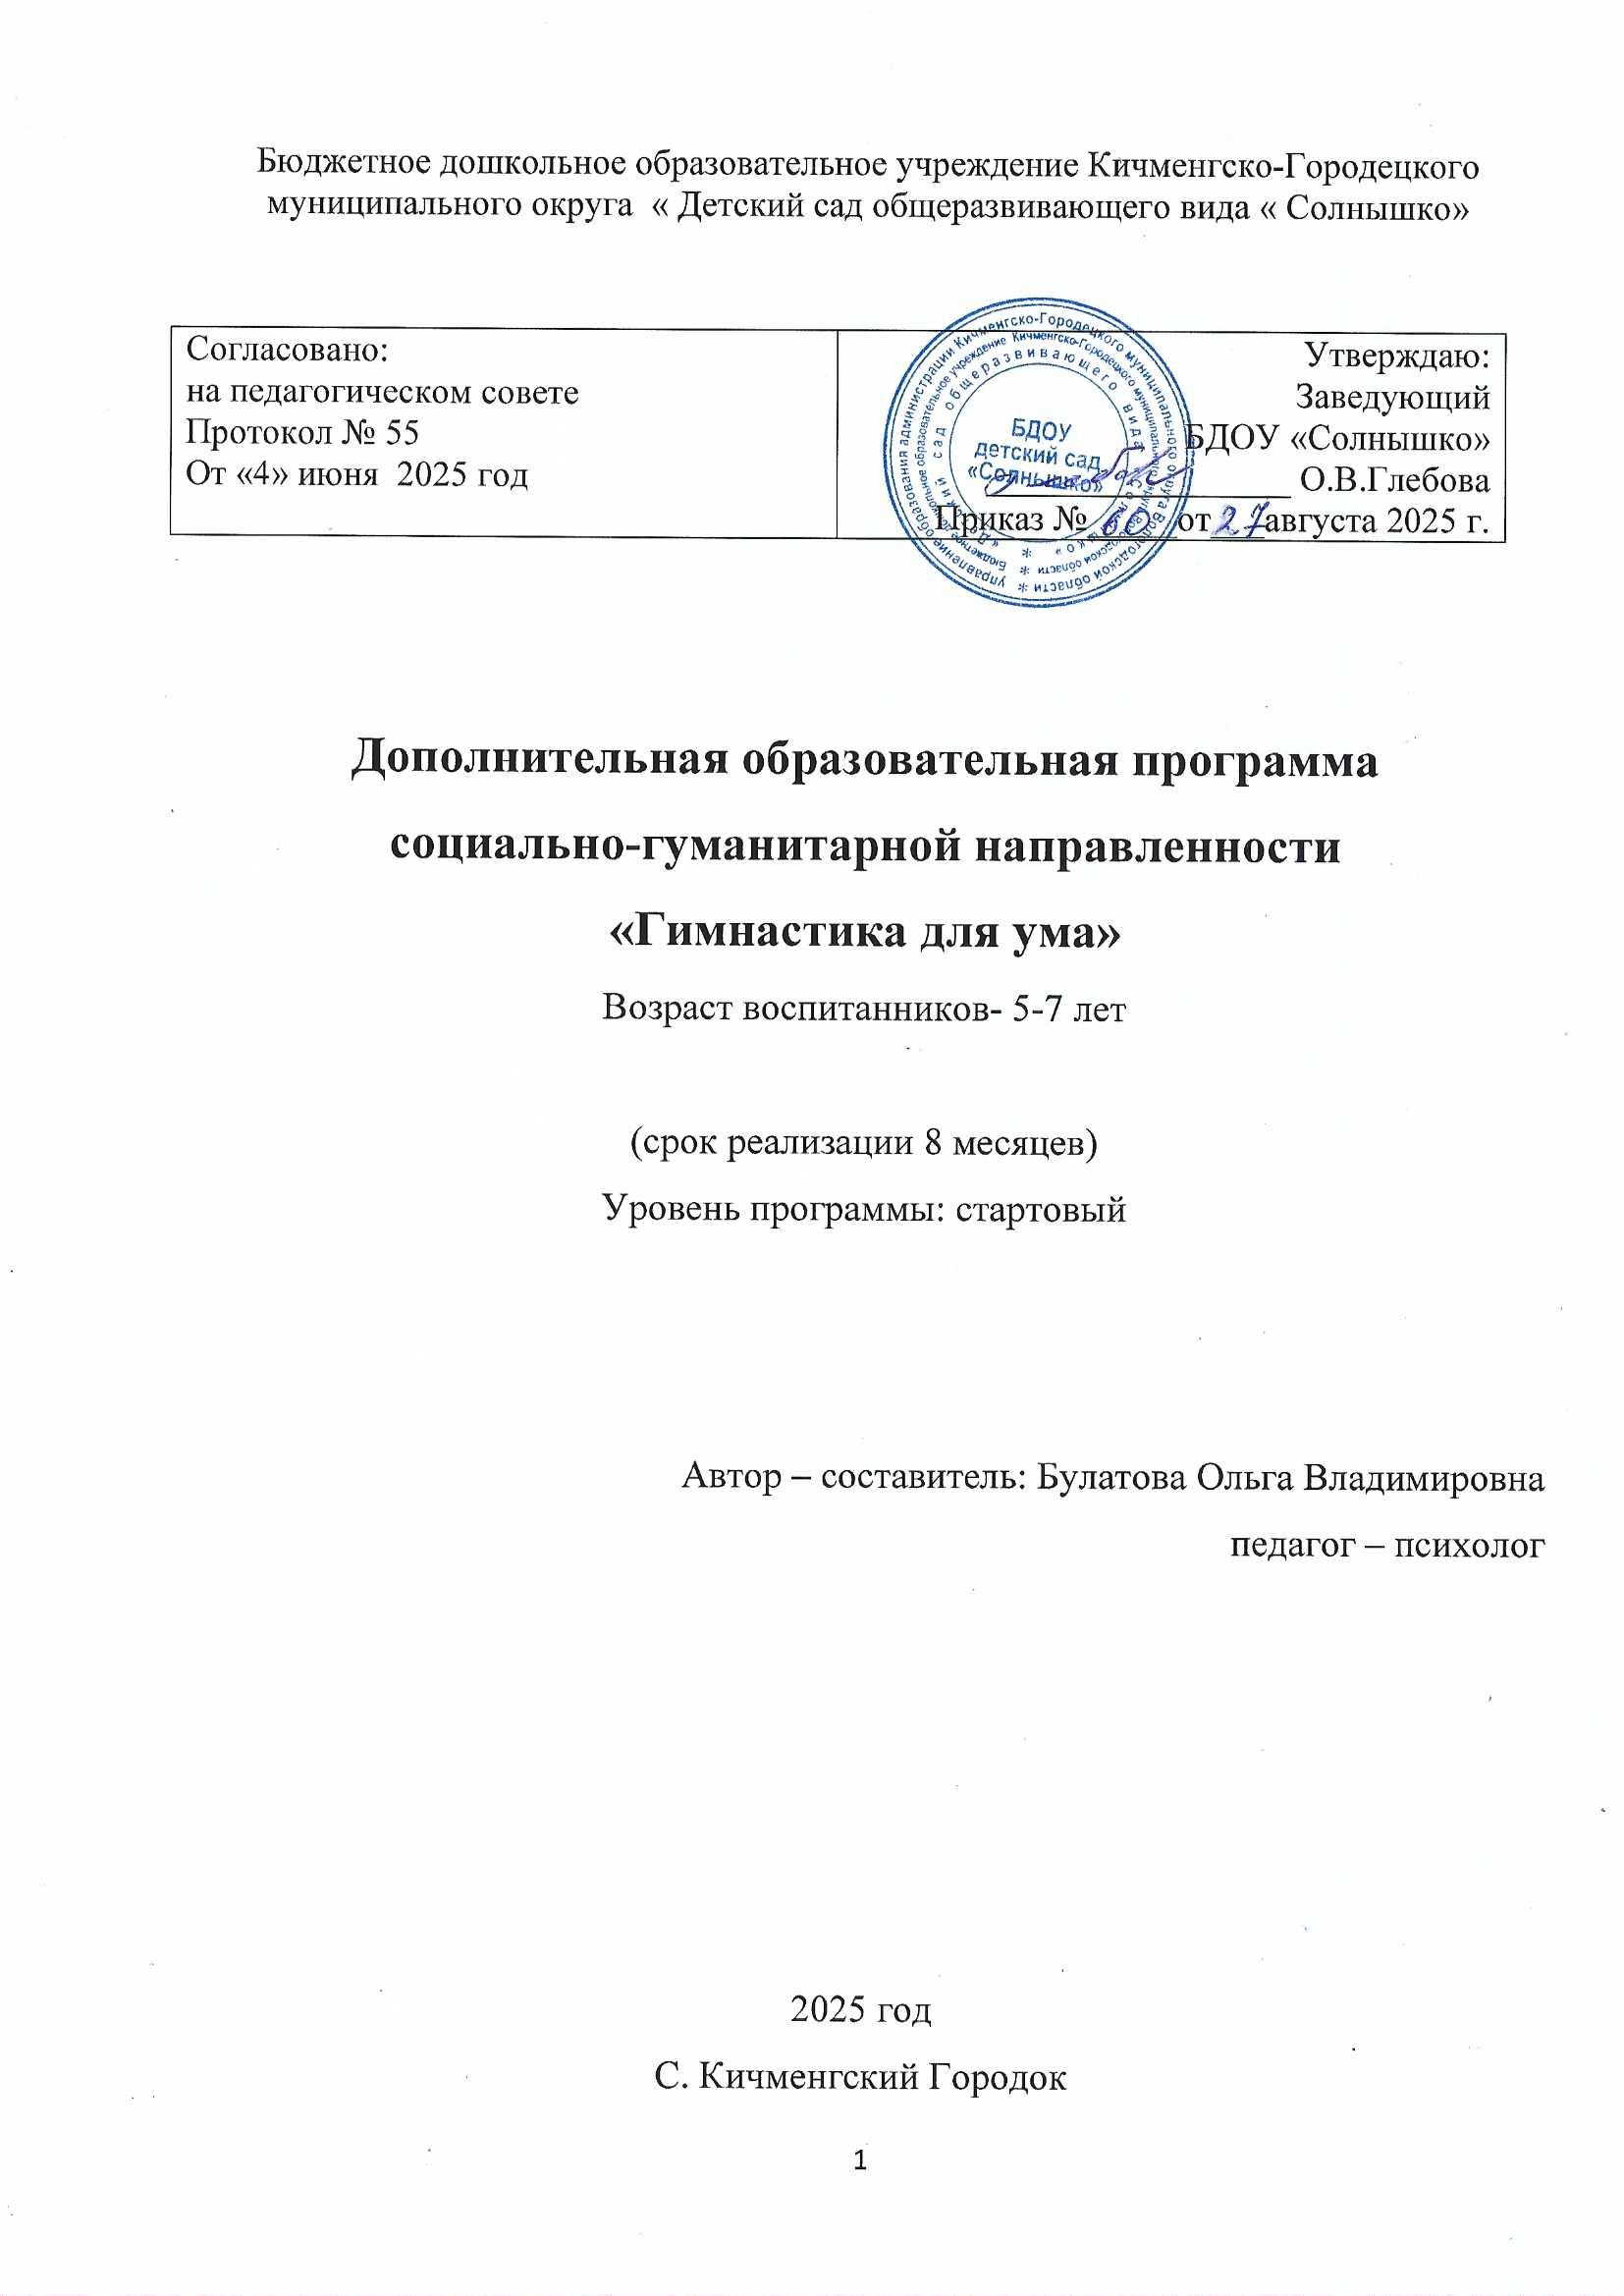 Бюджетное дошкольное образовательное учреждение Кичменгско-Городецкого
муниципального округа « Детский сад общеразвивающего вида « Солнышко»
Согласовано:
на педагогическом совете
Протокол № 55
От «4» июня 2025 год
Утверждаю:
Заведующий
БДОУ «Солнышко»
О.В.Глебова
Приказ № от 27 августа 2025 г.
БДОУ
детский сад
«Солнышко»
Дополнительная образовательная программа
социально-гуманитарной направленности
«Гимнастика для ума»
Возраст воспитанников- 5-7 лет
(срок реализации 8 месяцев)
Уровень программы: стартовый
Автор – составитель: Булатова Ольга Владимировна
педагог – психолог
2025 год
С. Кичменгский Городок
1